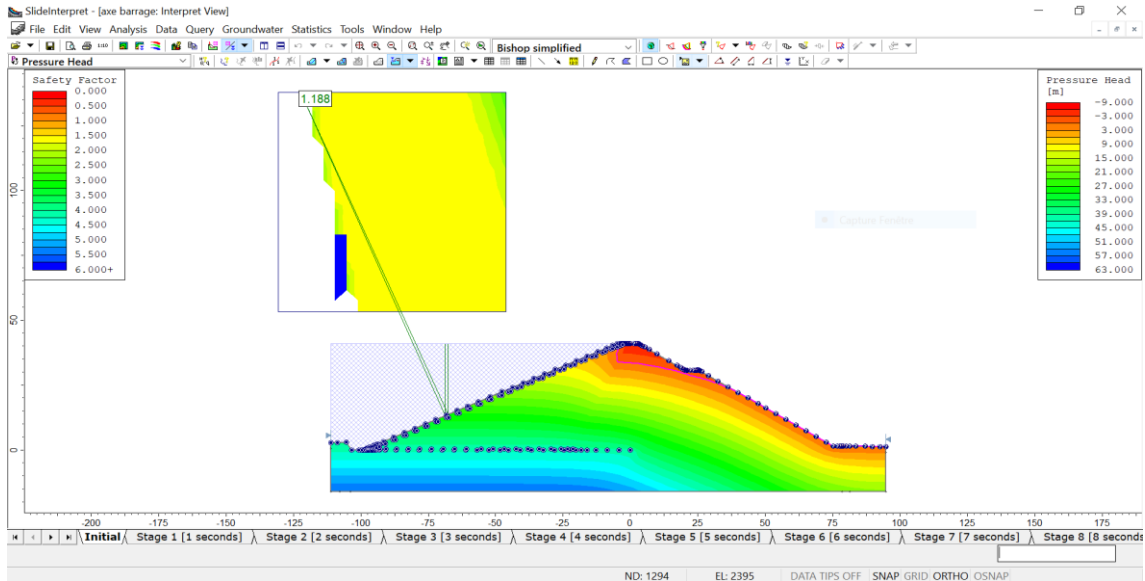 SlideInterpret - [axe barrage: Interpret View]
File Edit View Analysis Data Query Groundwater Statistics Tools Window Help
Bishop simplified
Pressure Head
Safety Factor
0.000
0.500
1.000
1.500
2.000
2.500
3.000
3.500
4.000
4.500
5.000
5.500
6.000+
1.188
Pressure Head
[m]
-9.000
-3.000
3.000
9.000
15.000
21.000
27.000
33.000
39.000
45.000
51.000
57.000
63.000
Capture Fenêtre
100
50
0
-200 -175 -150 -125 -100 -75 -50 -25 0 25 50 75 100 125 150 175
Initial Stage 1 [1 seconds] Stage 2 [2 seconds] Stage 3 [3 seconds] Stage 4 [4 seconds] Stage 5 [5 seconds] Stage 6 [6 seconds] Stage 7 [7 seconds] Stage 8 [8 seconds
ND: 1294 EL: 2395 DATA TIPS OFF SNAP GRID ORTHO OSNAP